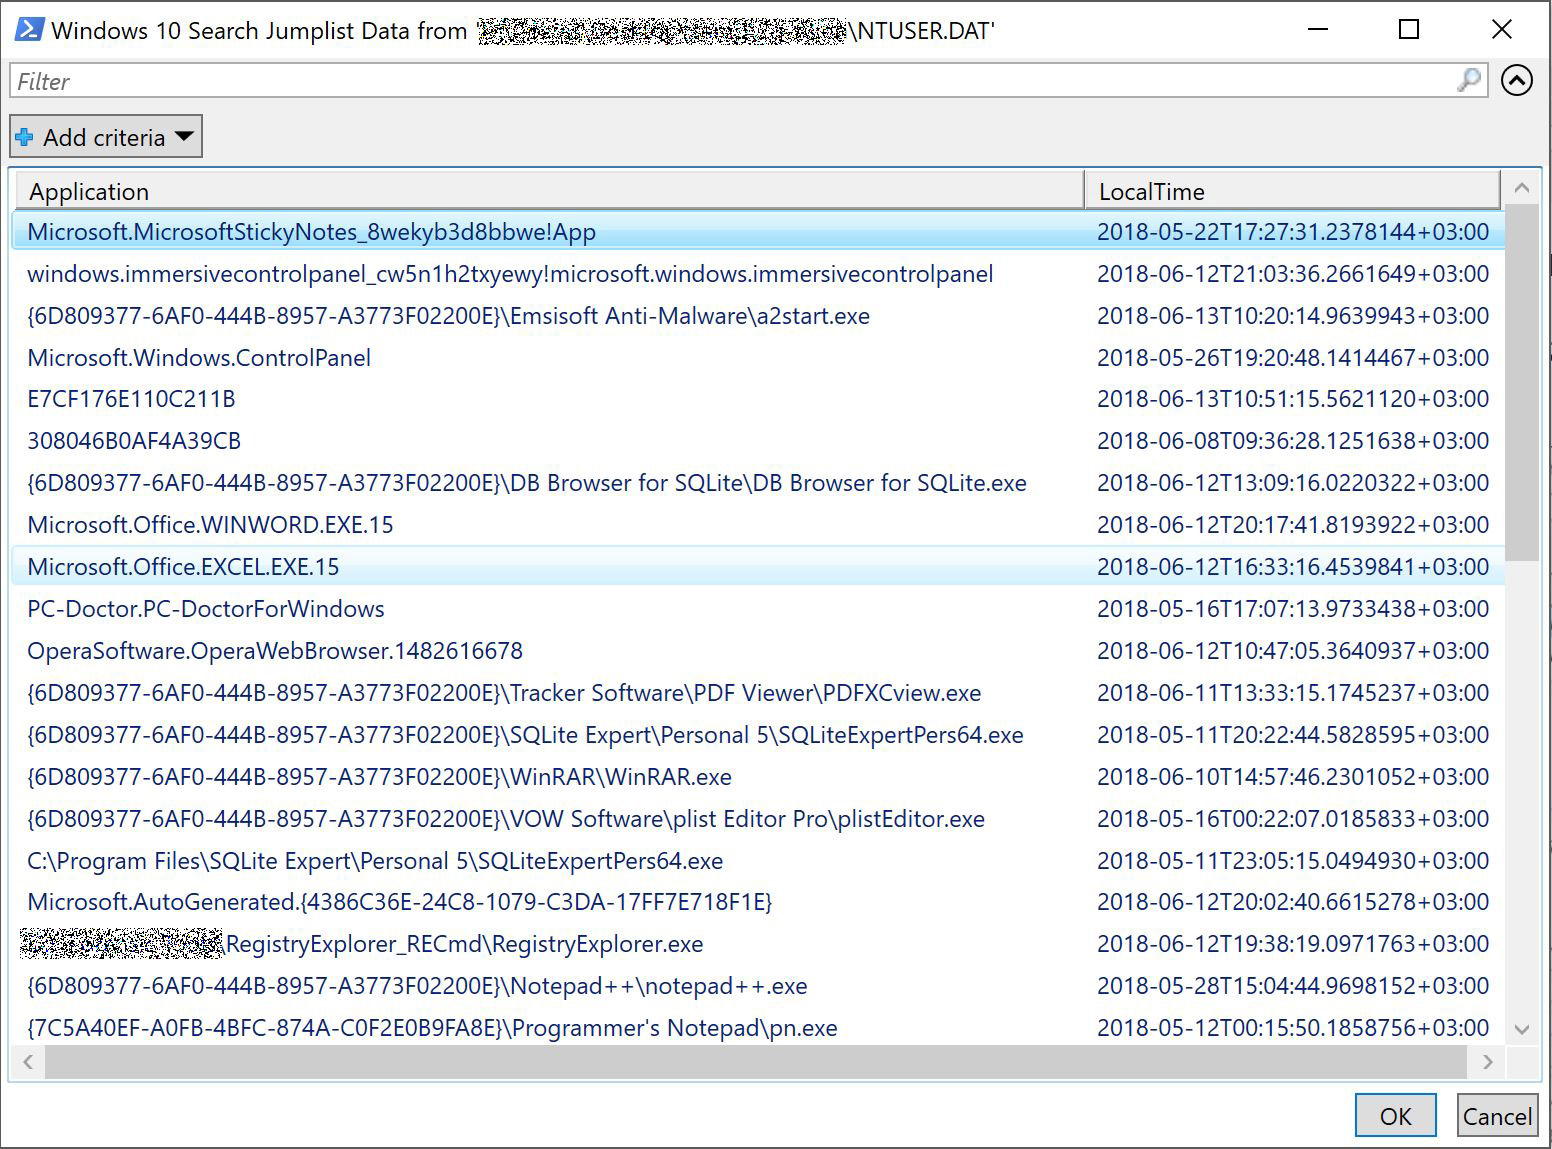 Windows 10 Search Jumplist Data from '\NTUSER.DAT'
Filter
Add criteria
Application LocalTime
Microsoft.MicrosoftStickyNotes_8wekyb3d8bbwe!App 2018-05-22T17:27:31.2378144+03:00
windows.immersivecontrolpanel_cw5n1h2txyewy!microsoft.windows.immersivecontrolpanel 2018-06-12T21:03:36.2661649+03:00
{6D809377-6AF0-444B-8957-A3773F02200E}\Emsisoft Anti-Malware\a2start.exe 2018-06-13T10:20:14.9639943+03:00
Microsoft.Windows.ControlPanel 2018-05-26T19:20:48.1414467+03:00
E7CF176E110C211B 2018-06-13T10:51:15.5621120+03:00
308046B0AF4A39CB 2018-06-08T09:36:28.1251638+03:00
{6D809377-6AF0-444B-8957-A3773F02200E}\DB Browser for SQLite\DB Browser for SQLite.exe 2018-06-12T13:09:16.0220322+03:00
Microsoft.Office.WINWORD.EXE.15 2018-06-12T20:17:41.8193922+03:00
Microsoft.Office.EXCEL.EXE.15 2018-06-12T16:33:16.4539841+03:00
PC-Doctor.PC-DoctorForWindows 2018-05-16T17:07:13.9733438+03:00
OperaSoftware.OperaWebBrowser.1482616678 2018-06-12T10:47:05.3640937+03:00
{6D809377-6AF0-444B-8957-A3773F02200E}\Tracker Software\PDF Viewer\PDFXCview.exe 2018-06-11T13:33:15.1745237+03:00
{6D809377-6AF0-444B-8957-A3773F02200E}\SQLite Expert\Personal 5\SQLiteExpertPers64.exe 2018-05-11T20:22:44.5828595+03:00
{6D809377-6AF0-444B-8957-A3773F02200E}\WinRAR\WinRAR.exe 2018-06-10T14:57:46.2301052+03:00
{6D809377-6AF0-444B-8957-A3773F02200E}\VOW Software\plist Editor Pro\plistEditor.exe 2018-05-16T00:22:07.0185833+03:00
C:\Program Files\SQLite Expert\Personal 5\SQLiteExpertPers64.exe 2018-05-11T23:05:15.0494930+03:00
Microsoft.AutoGenerated.{4386C36E-24C8-1079-C3DA-17FF7E718F1E} 2018-06-12T20:02:40.6615278+03:00
\RegistryExplorer_RECmd\RegistryExplorer.exe 2018-06-12T19:38:19.0971763+03:00
{6D809377-6AF0-444B-8957-A3773F02200E}\Notepad++\notepad++.exe 2018-05-28T15:04:44.9698152+03:00
{7C5A40EF-A0FB-4BFC-874A-C0F2E0B9FA8E}\Programmer's Notepad\pn.exe 2018-05-12T00:15:50.1858756+03:00
OK Cancel